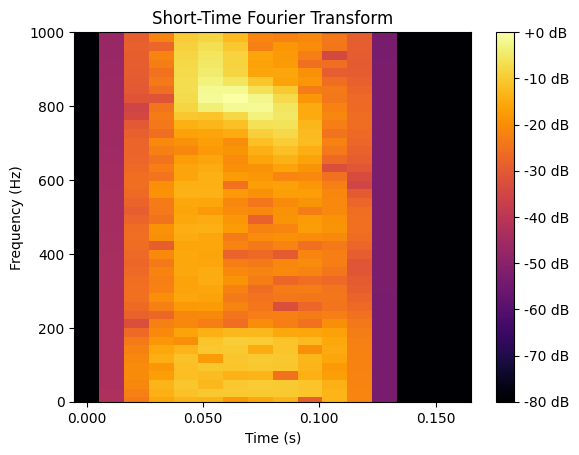 Short-Time Fourier Transform
1000
800
600
400
200
0
Frequency (Hz)
0.000
0.050
0.100
0.150
Time (s)
+0 dB
-10 dB
-20 dB
-30 dB
-40 dB
-50 dB
-60 dB
-70 dB
-80 dB